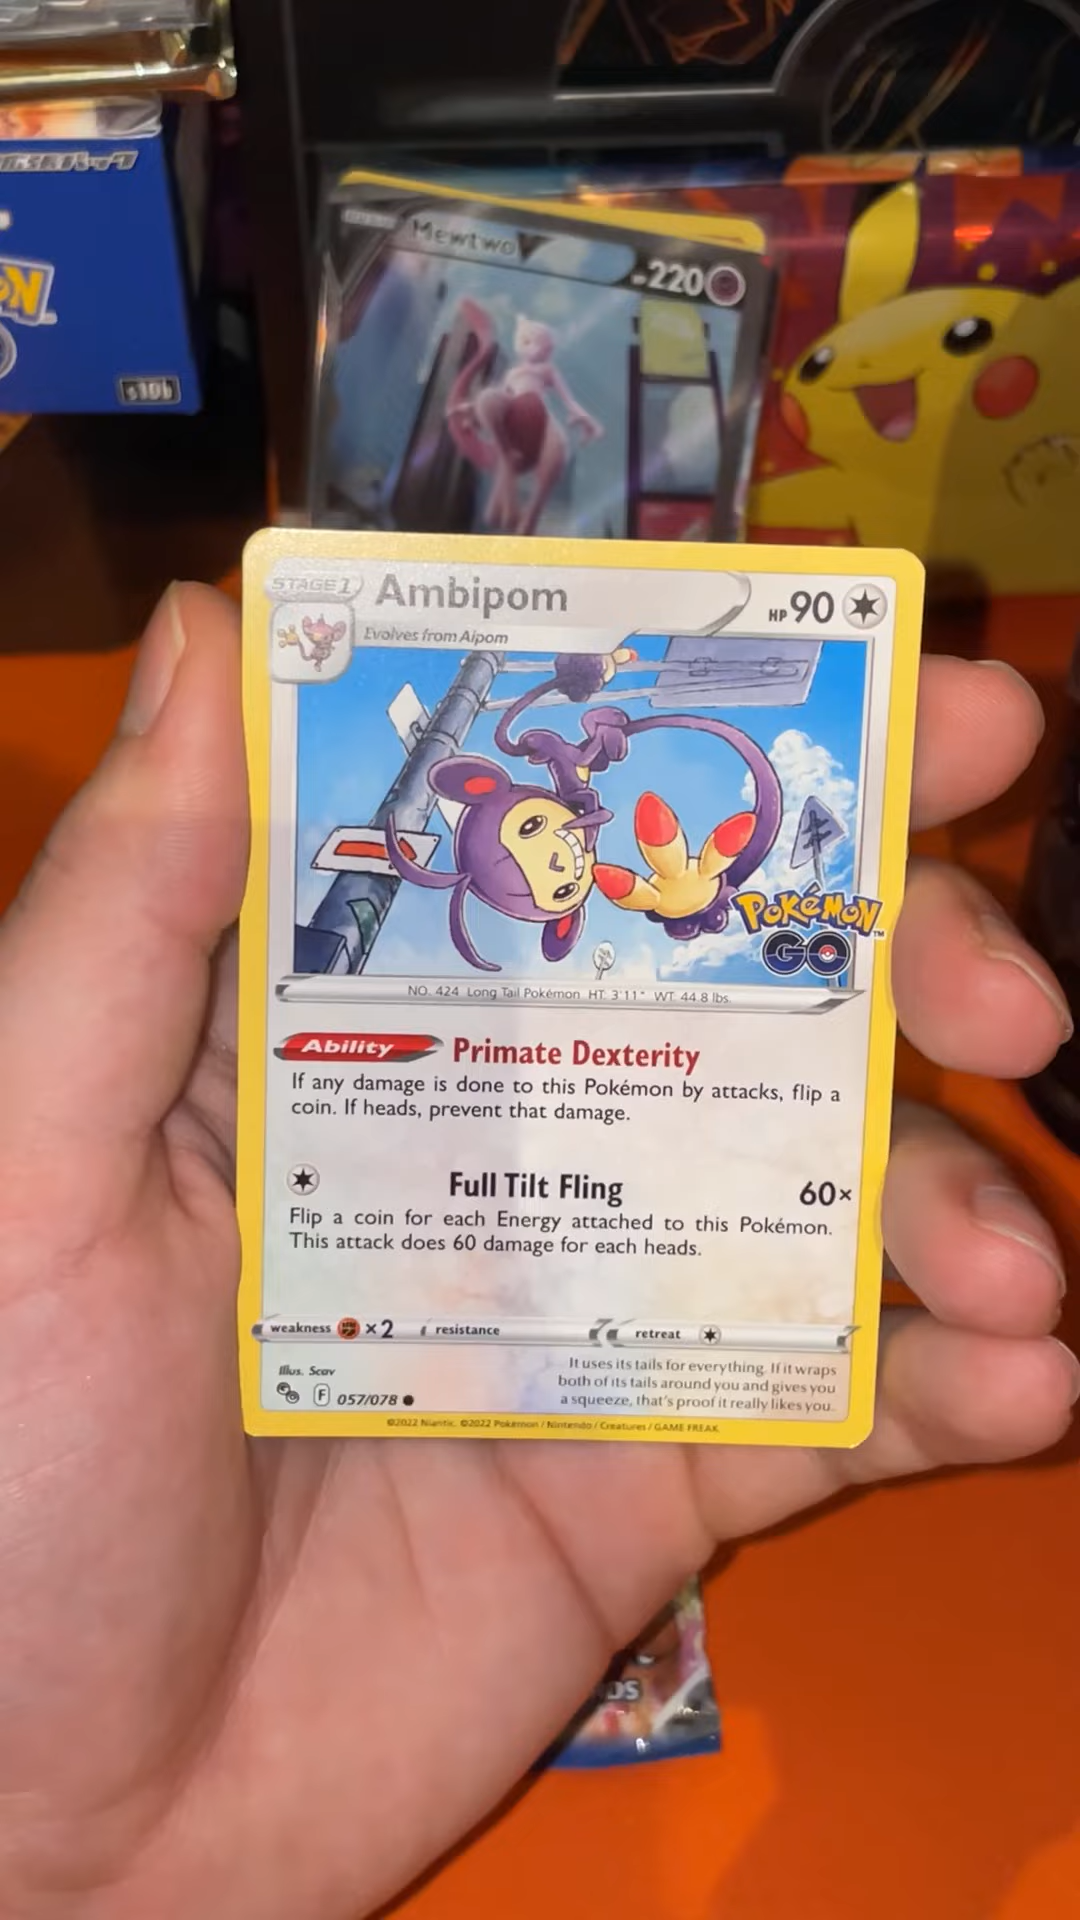 Mewtwo V
220
s10b
STAGE 1 Ambipom HP 90
Evolves from Aipom
Pokémon
GO
NO. 424 Long Tail Pokémon HT: 3'11" WT: 44.8 lbs.
Ability Primate Dexterity
If any damage is done to this Pokémon by attacks, flip a
coin. If heads, prevent that damage.
Full Tilt Fling 60×
Flip a coin for each Energy attached to this Pokémon.
This attack does 60 damage for each heads.
weakness ×2 resistance retreat
It uses its tails for everything. If it wraps
both of its tails around you and gives you
a squeeze, that's proof it really likes you.
Illus. Scav
F 057/078
©2022 Niantic. ©2022 Pokémon / Nintendo / Creatures / GAME FREAK